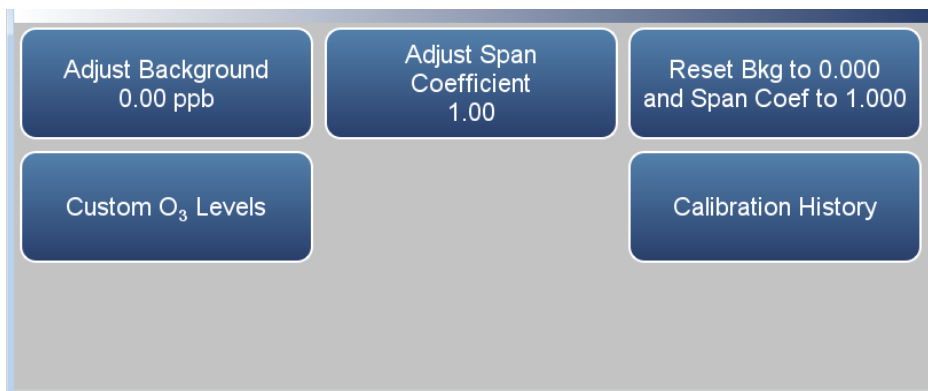 Adjust Background
0.00 ppb
Adjust Span
Coefficient
1.00
Reset Bkg to 0.000
and Span Coef to 1.000
Custom O₃ Levels
Calibration History